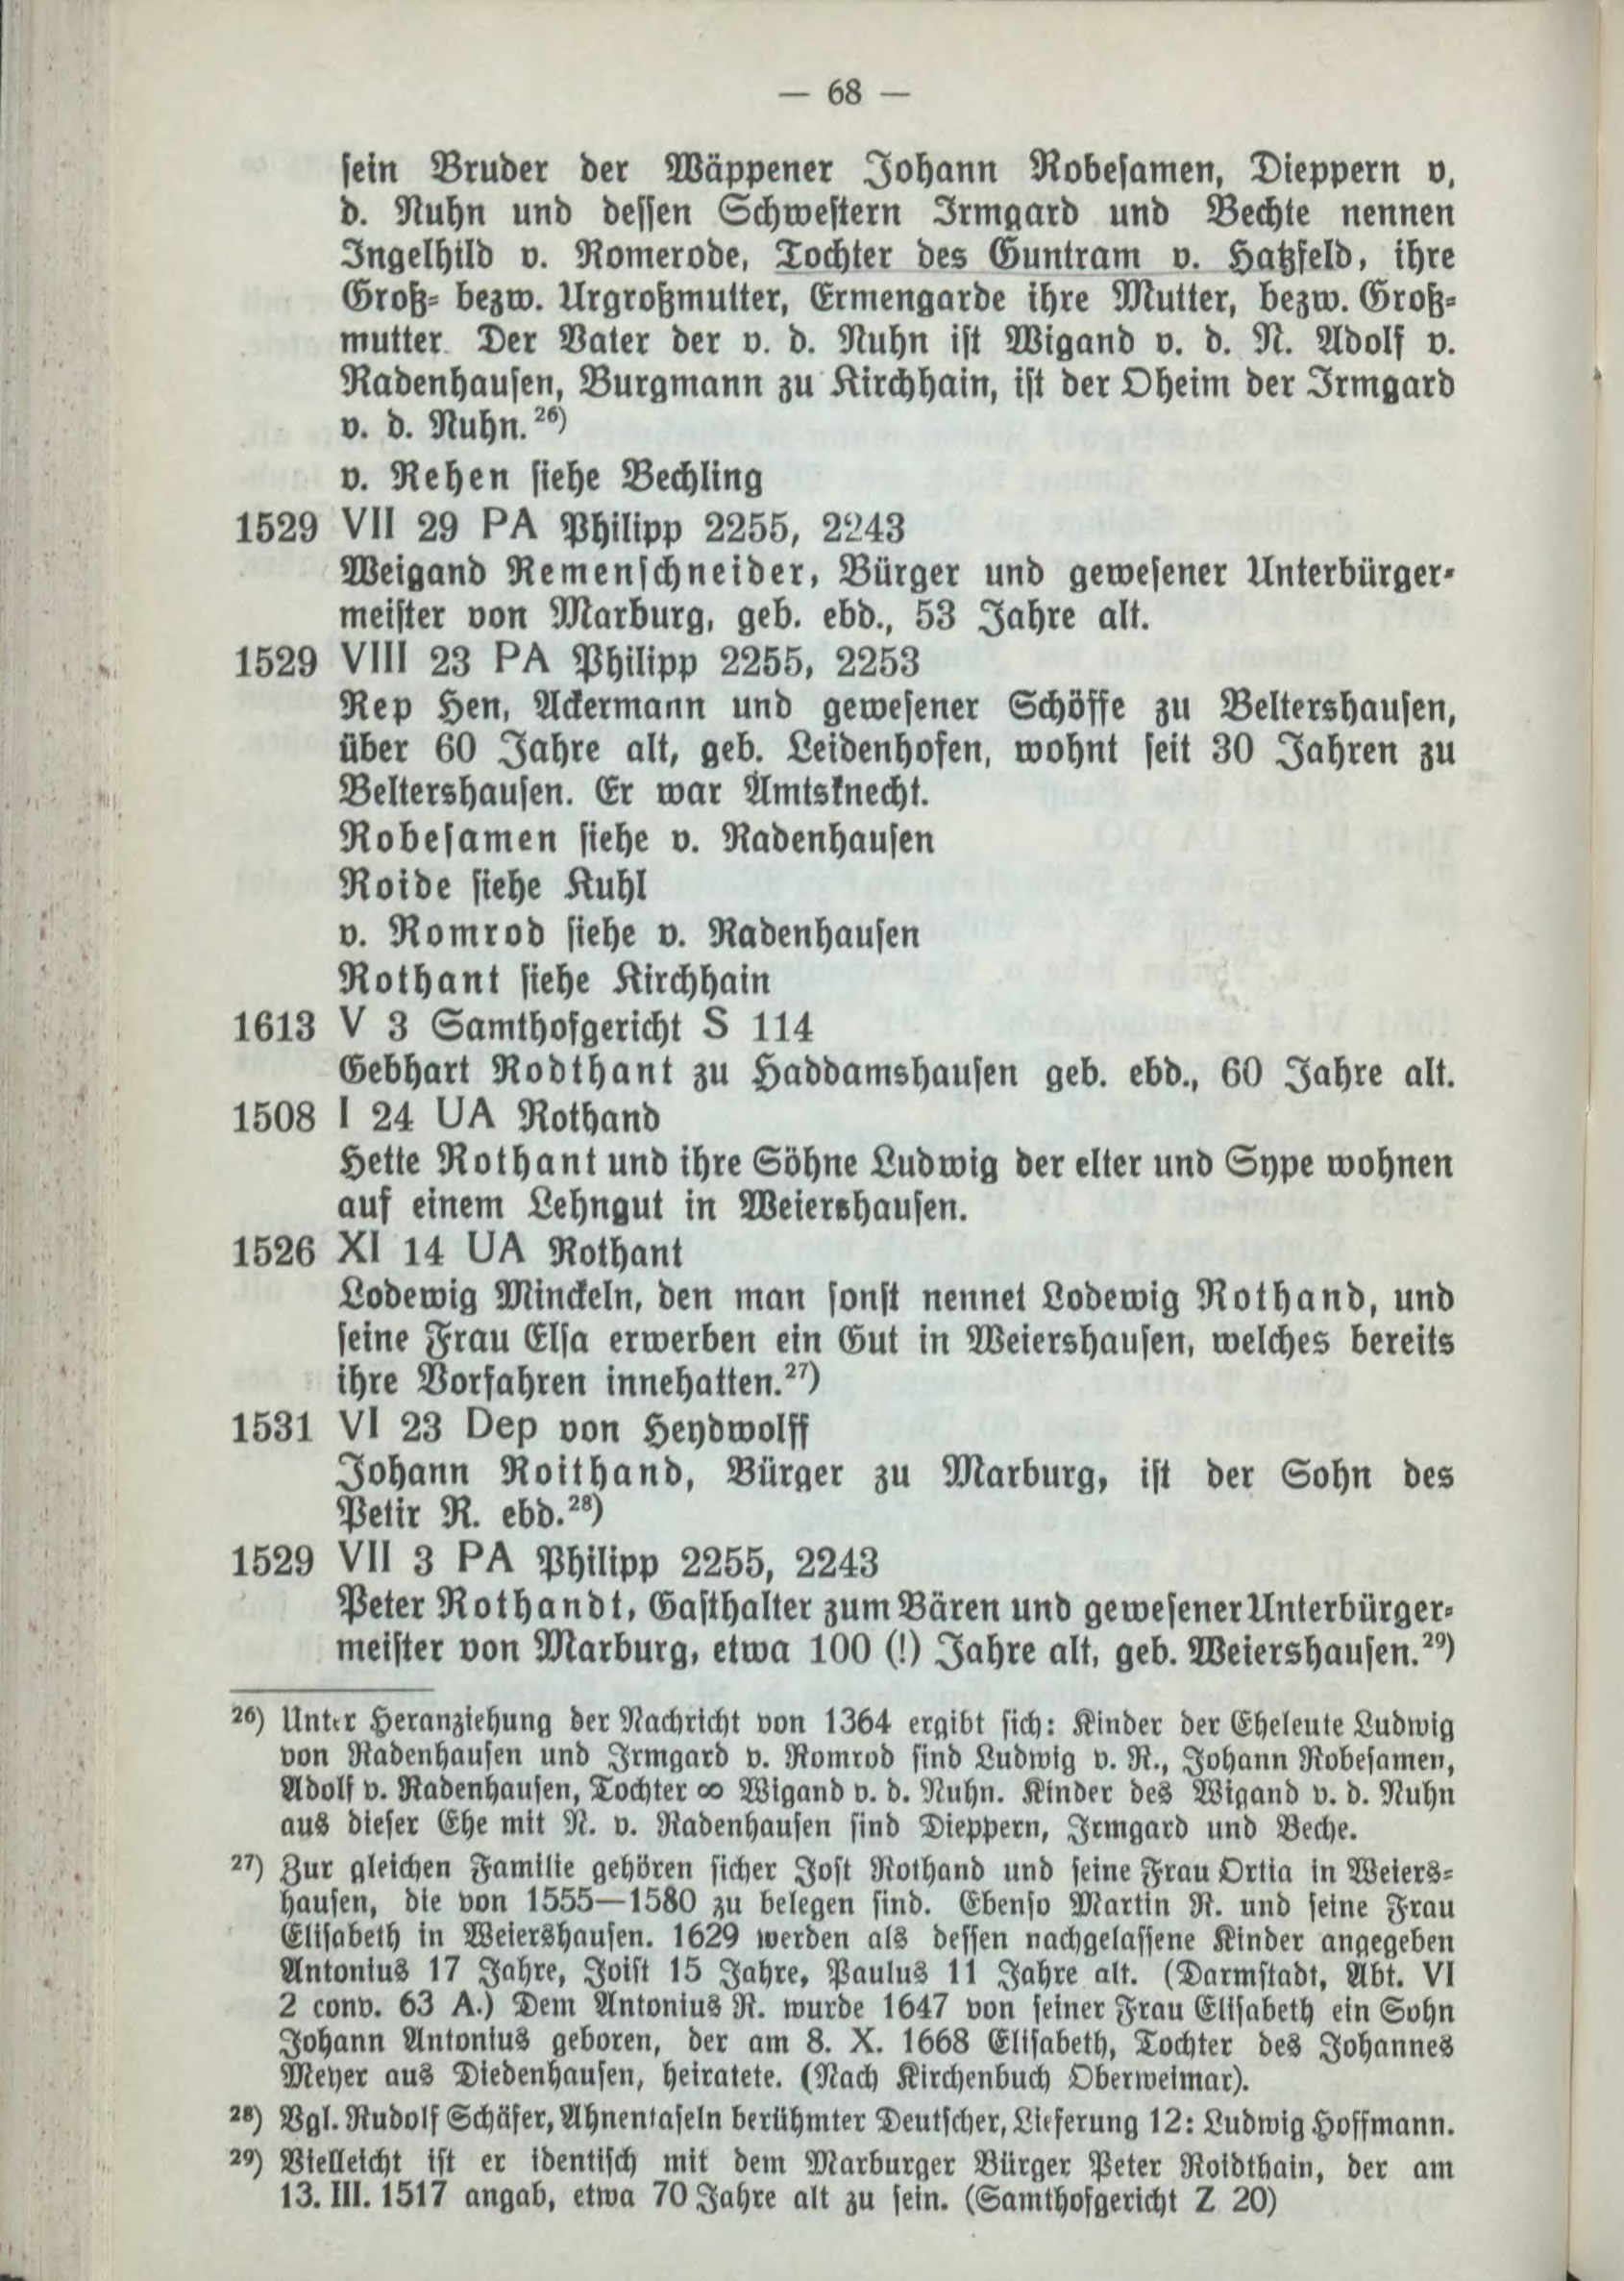 — 68 —
sein Bruder der Wäppener Johann Robesamen, Dieppern v.
d. Nuhn und dessen Schwestern Irmgard und Bechte nennen
Ingelhild v. Romerode, Tochter des Guntram v. Hatzfeld, ihre
Groß- bezw. Urgroßmutter, Ermengarde ihre Mutter, bezw. Groß-
mutter. Der Vater der v. d. Nuhn ist Wigand v. d. N. Adolf v.
Radenhausen, Burgmann zu Kirchhain, ist der Oheim der Irmgard
v. d. Nuhn.²⁶)
v. Rehen siehe Bechling
1529 VII 29 PA Philipp 2255, 2243
Weigand Remenschneider, Bürger und gewesener Unterbürger-
meister von Marburg, geb. ebd., 53 Jahre alt.
1529 VIII 23 PA Philipp 2255, 2253
Rep Hen, Ackermann und gewesener Schöffe zu Beltershausen,
über 60 Jahre alt, geb. Leidenhofen, wohnt seit 30 Jahren zu
Beltershausen. Er war Amtsknecht.
Robesamen siehe v. Radenhausen
Roide siehe Kuhl
v. Romrod siehe v. Radenhausen
Rothant siehe Kirchhain
1613 V 3 Samthofgericht S 114
Gebhart Rodthant zu Haddamshausen geb. ebd., 60 Jahre alt.
1508 I 24 UA Rothand
Hette Rothant und ihre Söhne Ludwig der elter und Sype wohnen
auf einem Lehngut in Weiershausen.
1526 XI 14 UA Rothant
Lodewig Minckeln, den man sonst nennet Lodewig Rothand, und
seine Frau Elsa erwerben ein Gut in Weiershausen, welches bereits
ihre Vorfahren innehatten.²⁷)
1531 VI 23 Dep von Heydwolff
Johann Roithand, Bürger zu Marburg, ist der Sohn des
Petir R. ebd.²⁸)
1529 VII 3 PA Philipp 2255, 2243
Peter Rothandt, Gasthalter zum Bären und gewesener Unterbürger-
meister von Marburg, etwa 100 (!) Jahre alt, geb. Weiershausen.²⁹)
²⁶) Unter Heranziehung der Nachricht von 1364 ergibt sich: Kinder der Eheleute Ludwig
von Radenhausen und Irmgard v. Romrod sind Ludwig v. R., Johann Robesamen,
Adolf v. Radenhausen, Tochter ∞ Wigand v. d. Nuhn. Kinder des Wigand v. d. Nuhn
aus dieser Ehe mit N. v. Radenhausen sind Dieppern, Irmgard und Beche.
²⁷) Zur gleichen Familie gehören sicher Jost Rothand und seine Frau Ortia in Weiers-
hausen, die von 1555—1580 zu belegen sind. Ebenso Martin R. und seine Frau
Elisabeth in Weiershausen. 1629 werden als dessen nachgelassene Kinder angegeben
Antonius 17 Jahre, Joist 15 Jahre, Paulus 11 Jahre alt. (Darmstadt, Abt. VI
2 conv. 63 A.) Dem Antonius R. wurde 1647 von seiner Frau Elisabeth ein Sohn
Johann Antonius geboren, der am 8. X. 1668 Elisabeth, Tochter des Johannes
Meyer aus Diedenhausen, heiratete. (Nach Kirchenbuch Oberweimar).
²⁸) Vgl. Rudolf Schäfer, Ahnentafeln berühmter Deutscher, Lieferung 12: Ludwig Hoffmann.
²⁹) Vielleicht ist er identisch mit dem Marburger Bürger Peter Roidthain, der am
13. III. 1517 angab, etwa 70 Jahre alt zu sein. (Samthofgericht Z 20)